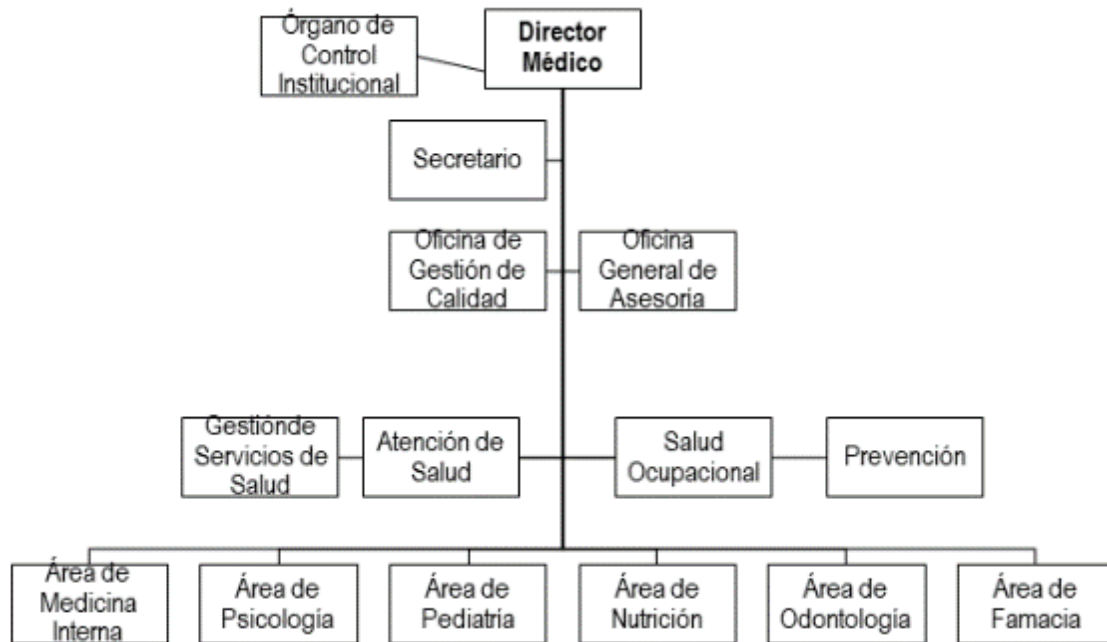 Órgano de
Control
Institucional
Director
Médico
Secretario
Oficina de
Gestión de
Calidad
Oficina
General de
Asesoría
Gestiónde
Servicios de
Salud
Atención de
Salud
Salud
Ocupacional
Prevención
Área de
Medicina
Interna
Área de
Psicología
Área de
Pediatría
Área de
Nutrición
Área de
Odontología
Área de
Famacia